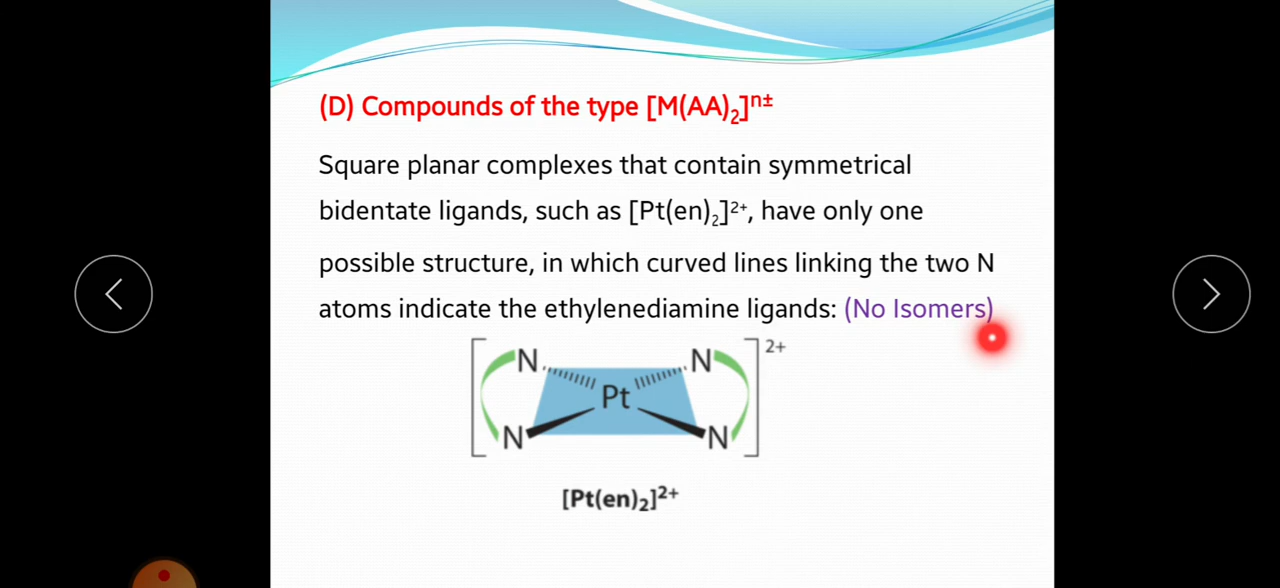 (D) Compounds of the type [M(AA)₂]ⁿ±
Square planar complexes that contain symmetrical
bidentate ligands, such as [Pt(en)₂]²⁺, have only one
possible structure, in which curved lines linking the two N
atoms indicate the ethylenediamine ligands: (No Isomers)
N N 2+
Pt
N N
[Pt(en)₂]²⁺